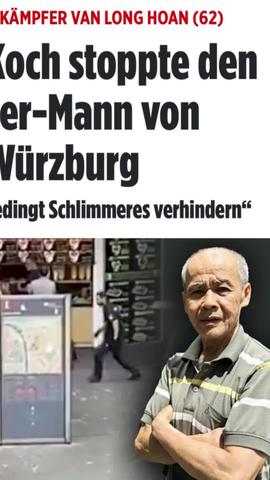 KÄMPFER VAN LONG HOAN (62)
Koch stoppte den
er-Mann von
Würzburg
edingt Schlimmeres verhindern“